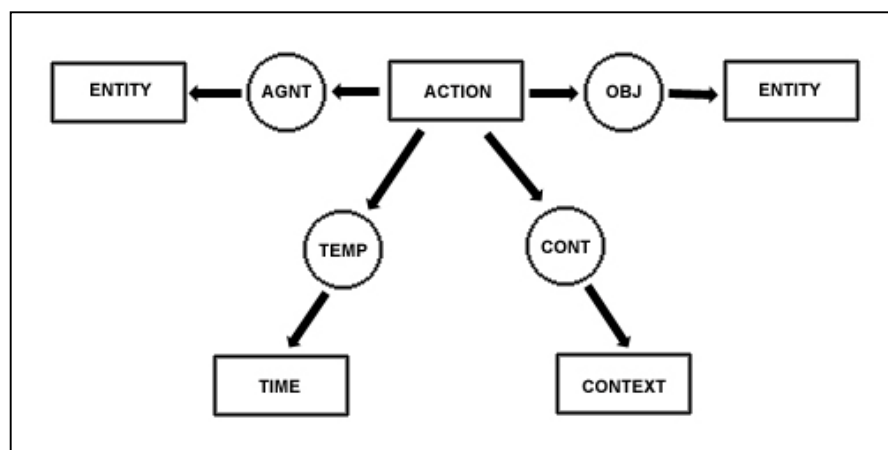 ENTITY AGNT ACTION OBJ ENTITY
TEMP CONT
TIME CONTEXT